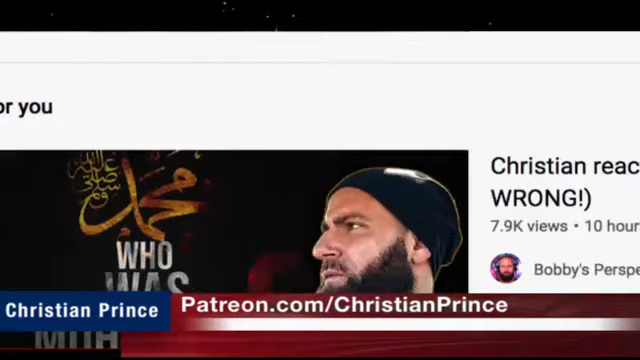 or you
Christian reac
WRONG!)
7.9K views • 10 hour
محمد
صلى الله عليه وسلم
WHO
WAS
Bobby's Perspe
Christian Prince
Patreon.com/ChristianPrince
MUH